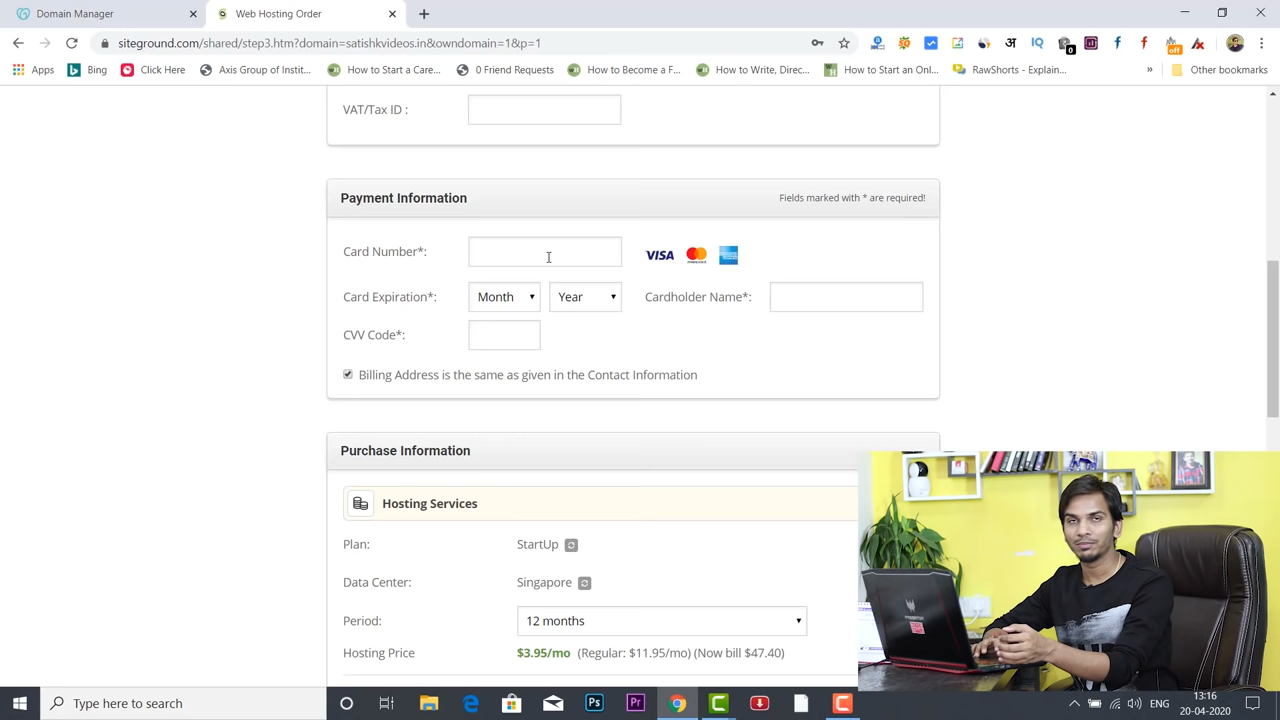 Domain Manager
Web Hosting Order
siteground.com/shared/step3.htm?domain=satishkvideos.in&owndomain=1&p=1
Apps
Bing
Click Here
Axis Group of Instit...
How to Start a Care...
0 Friend Requests
How to Become a F...
How to Write, Direc...
How to Start an Onl...
RawShorts - Explain...
»
Other bookmarks
VAT/Tax ID :
Payment Information
Fields marked with * are required!
Card Number*:
VISA
Card Expiration*:
Month
Year
Cardholder Name*:
CVV Code*:
Billing Address is the same as given in the Contact Information
Purchase Information
Hosting Services
Plan:
StartUp
Data Center:
Singapore
Period:
12 months
Hosting Price
$3.95/mo (Regular: $11.95/mo) (Now bill $47.40)
Type here to search
Ps
Pr
ENG
13:16
20-04-2020